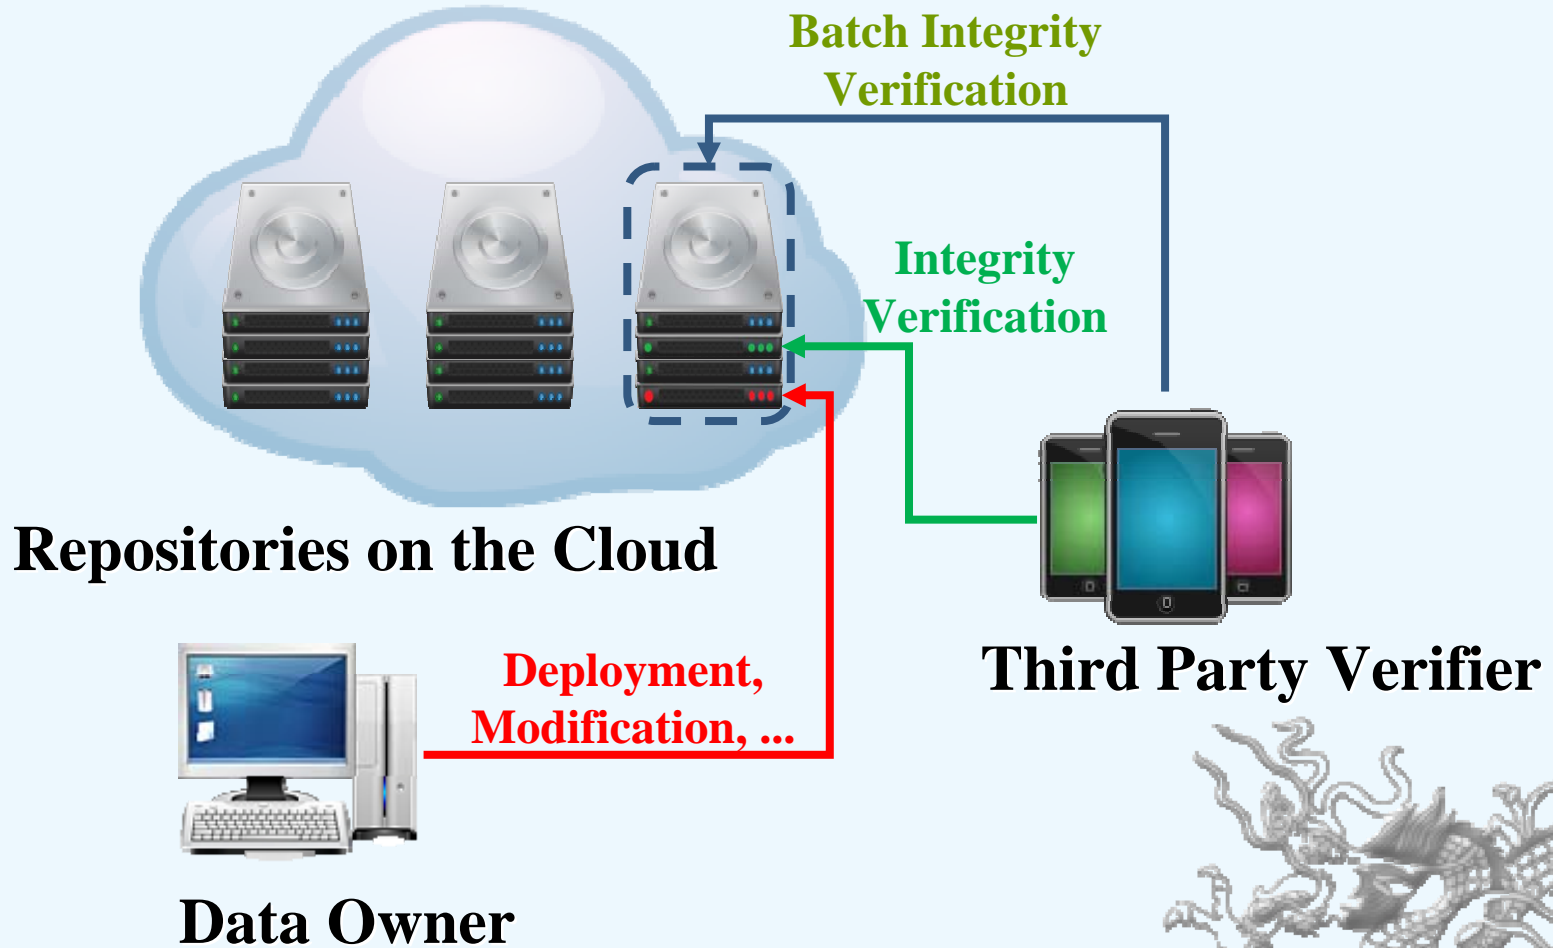 Batch Integrity
Verification
Integrity
Verification
Repositories on the Cloud
Third Party Verifier
Deployment,
Modification, ...
Data Owner